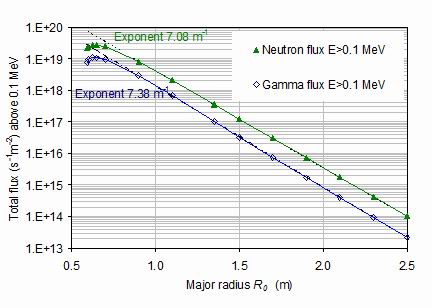 1.E+20
Exponent 7.08 m-1
Neutron flux E>0.1 MeV
1.E+19
Gamma flux E>0.1 MeV
Exponent 7.38 m-1
1.E+18
1.E+17
1.E+16
1.E+15
1.E+14
1.E+13
Total flux (s-1m-2) above 0.1 MeV
0.5 1.0 1.5 2.0 2.5
Major radius R0 (m)